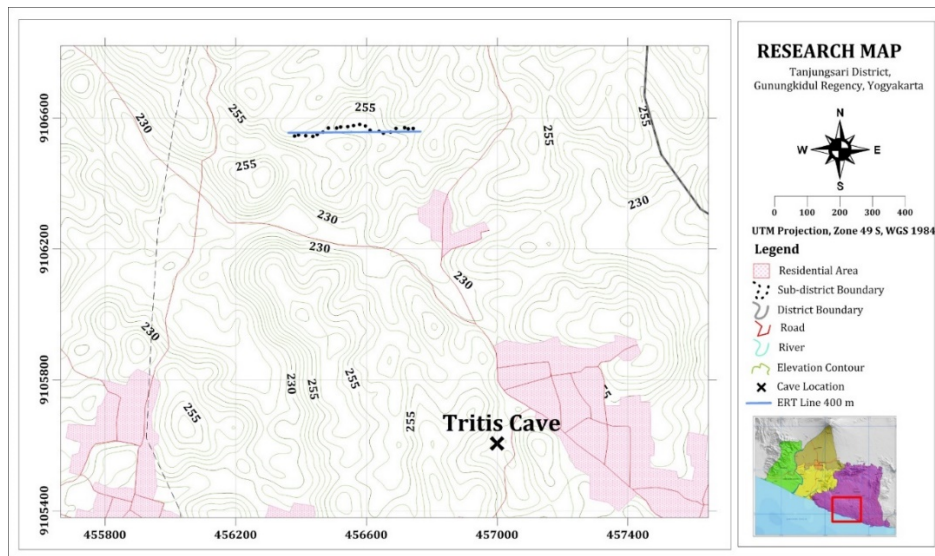 RESEARCH MAP
Tanjungsari District,
Gunungkidul Regency, Yogyakarta
N
W E
S
0 100 200 300 400
UTM Projection, Zone 49 S, WGS 1984
Legend
Residential Area
Sub-district Boundary
District Boundary
Road
River
Elevation Contour
Cave Location
ERT Line 400 m
9106600
9106200
9105800
9105400
455800 456200 456600 457000 457400
230
255
255
255
255
255
230
230
230
230
230
230
255
255
255
255
255
Tritis Cave